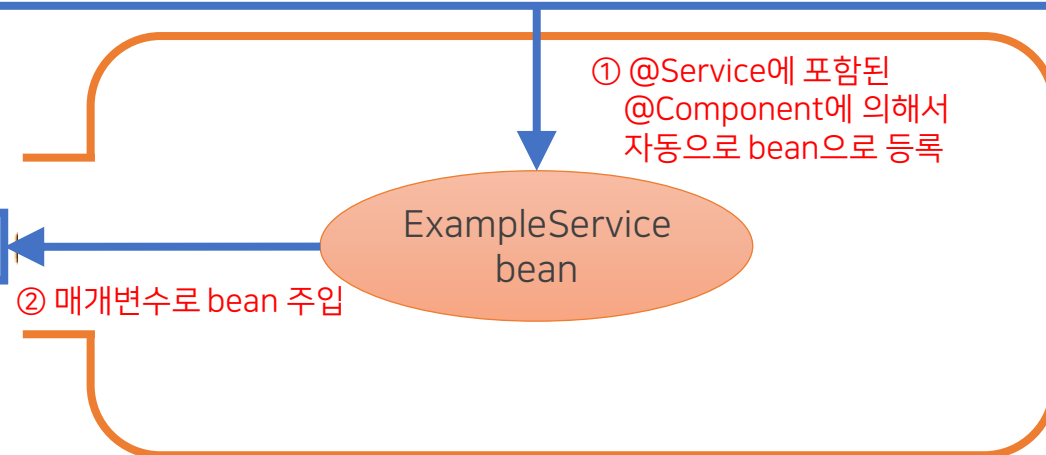 ① @Service에 포함된
@Component에 의해서
자동으로 bean으로 등록
ExampleService
bean
② 매개변수로 bean 주입